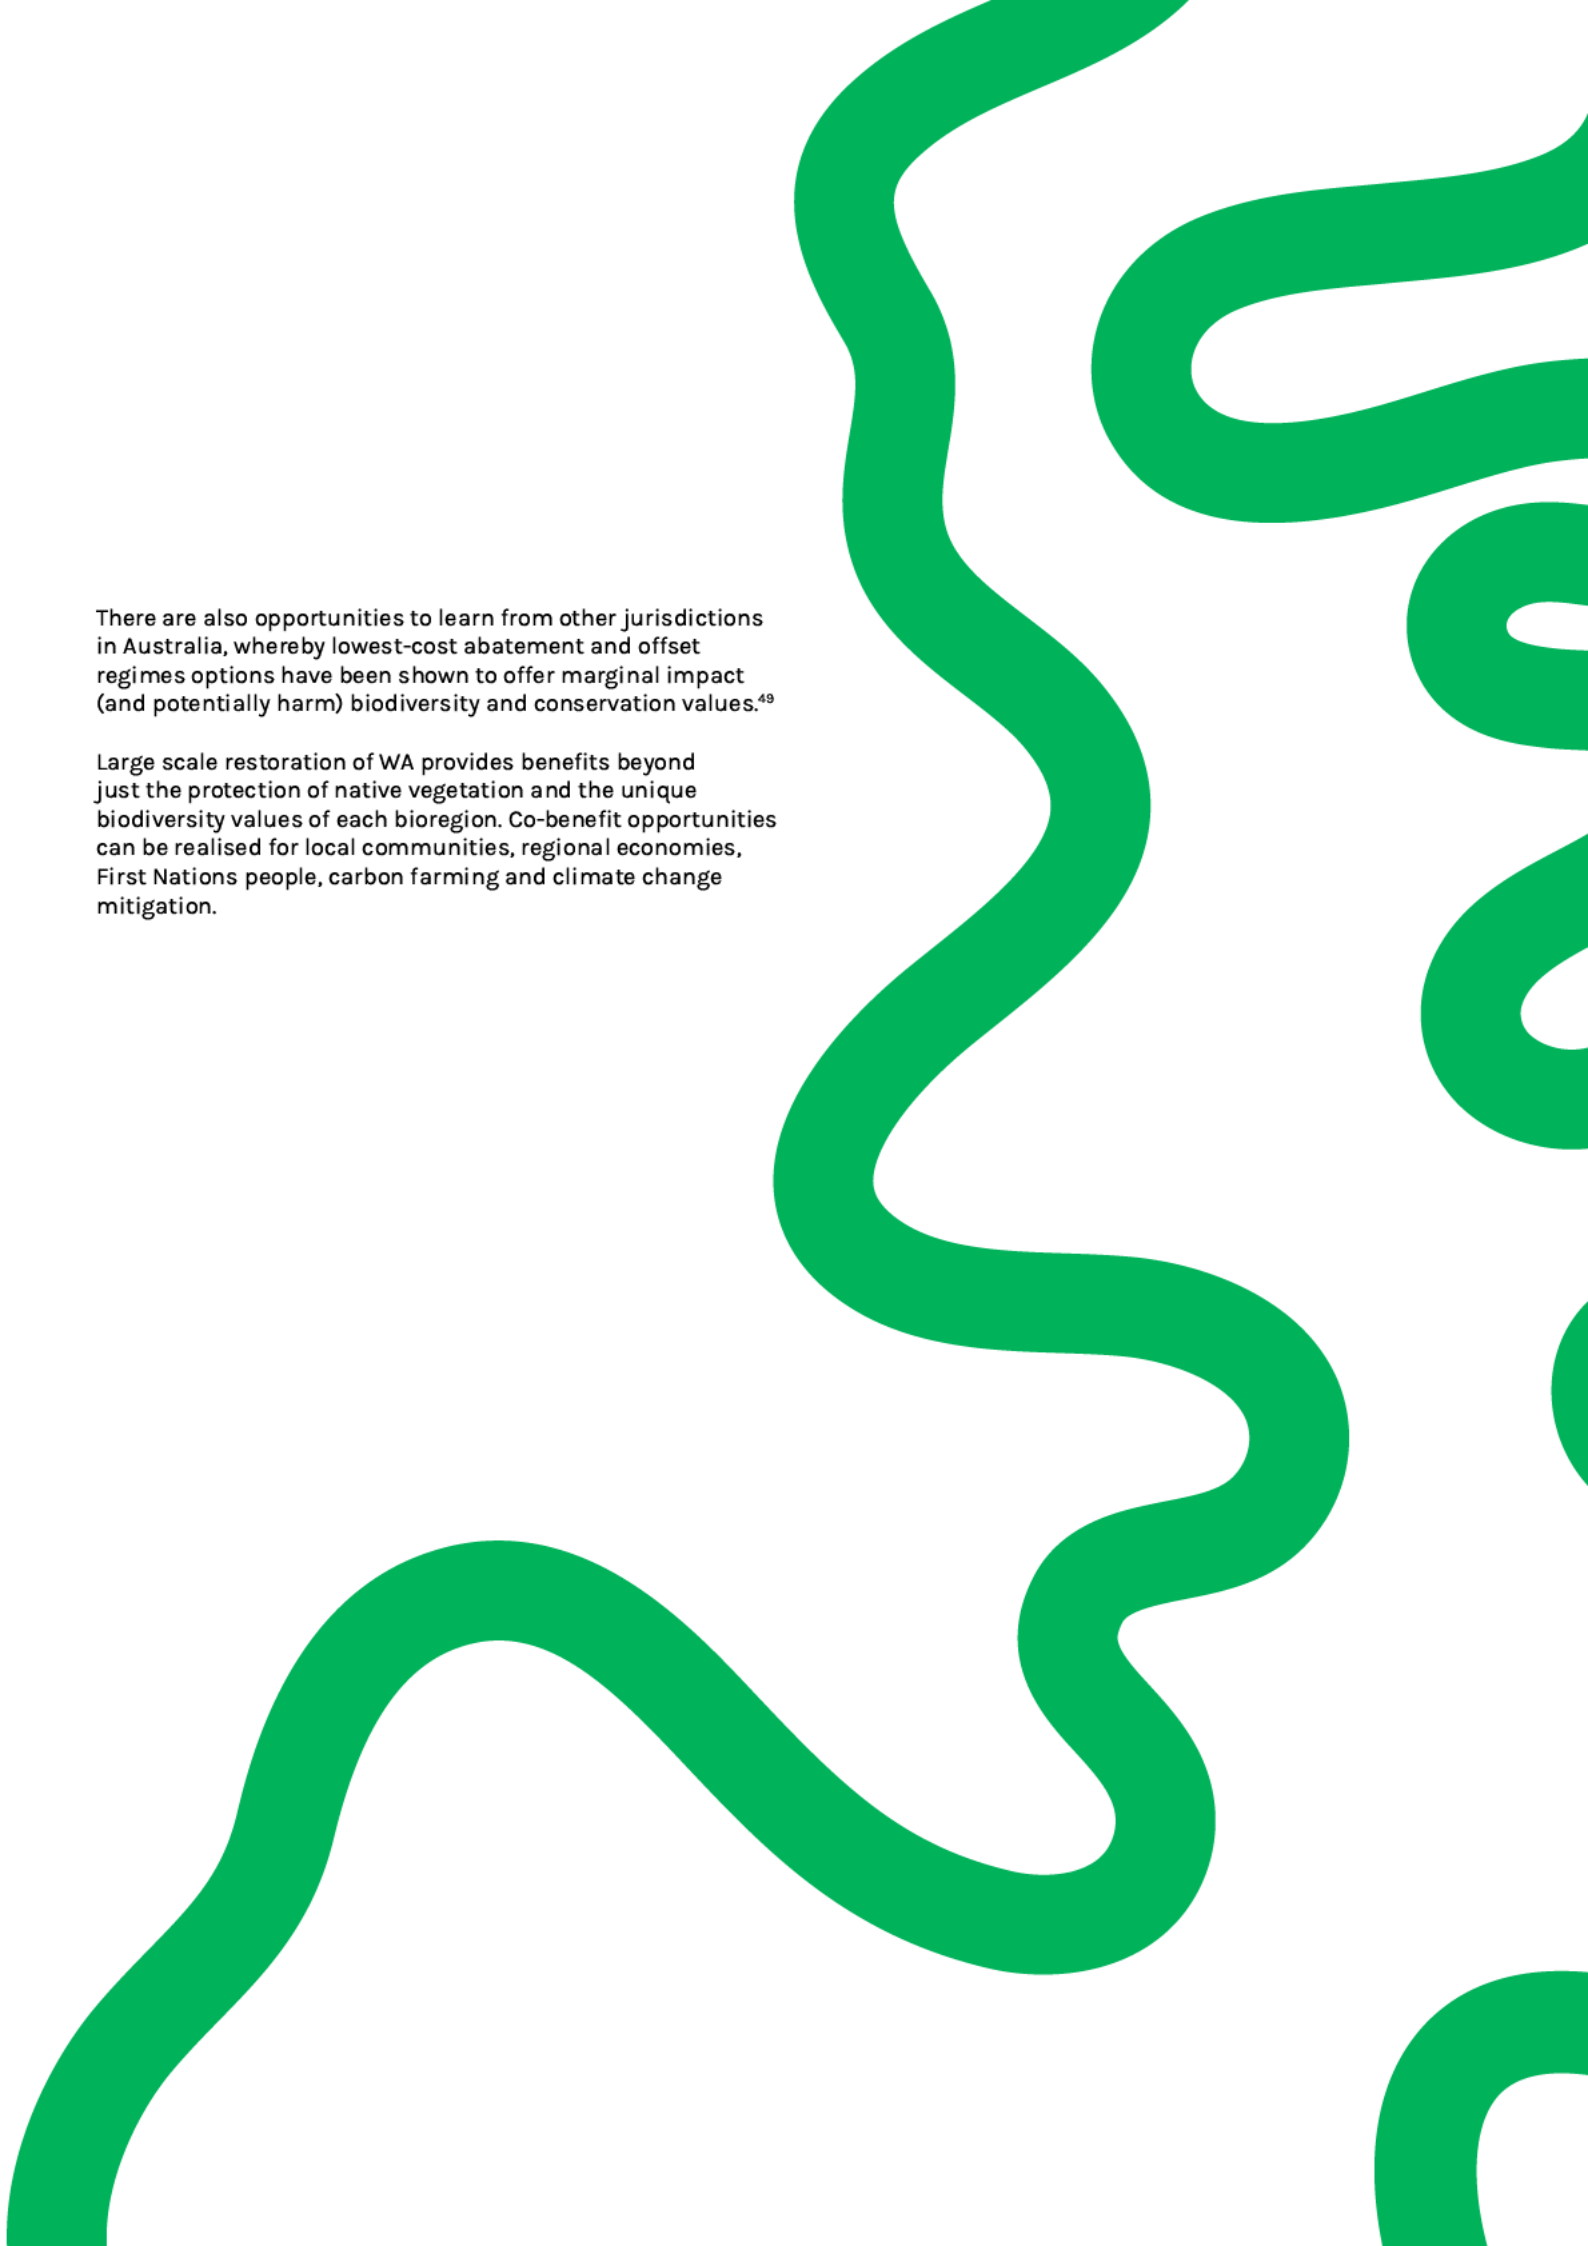 There are also opportunities to learn from other jurisdictions
in Australia, whereby lowest-cost abatement and offset
regimes options have been shown to offer marginal impact
(and potentially harm) biodiversity and conservation values.⁴⁹
Large scale restoration of WA provides benefits beyond
just the protection of native vegetation and the unique
biodiversity values of each bioregion. Co-benefit opportunities
can be realised for local communities, regional economies,
First Nations people, carbon farming and climate change
mitigation.